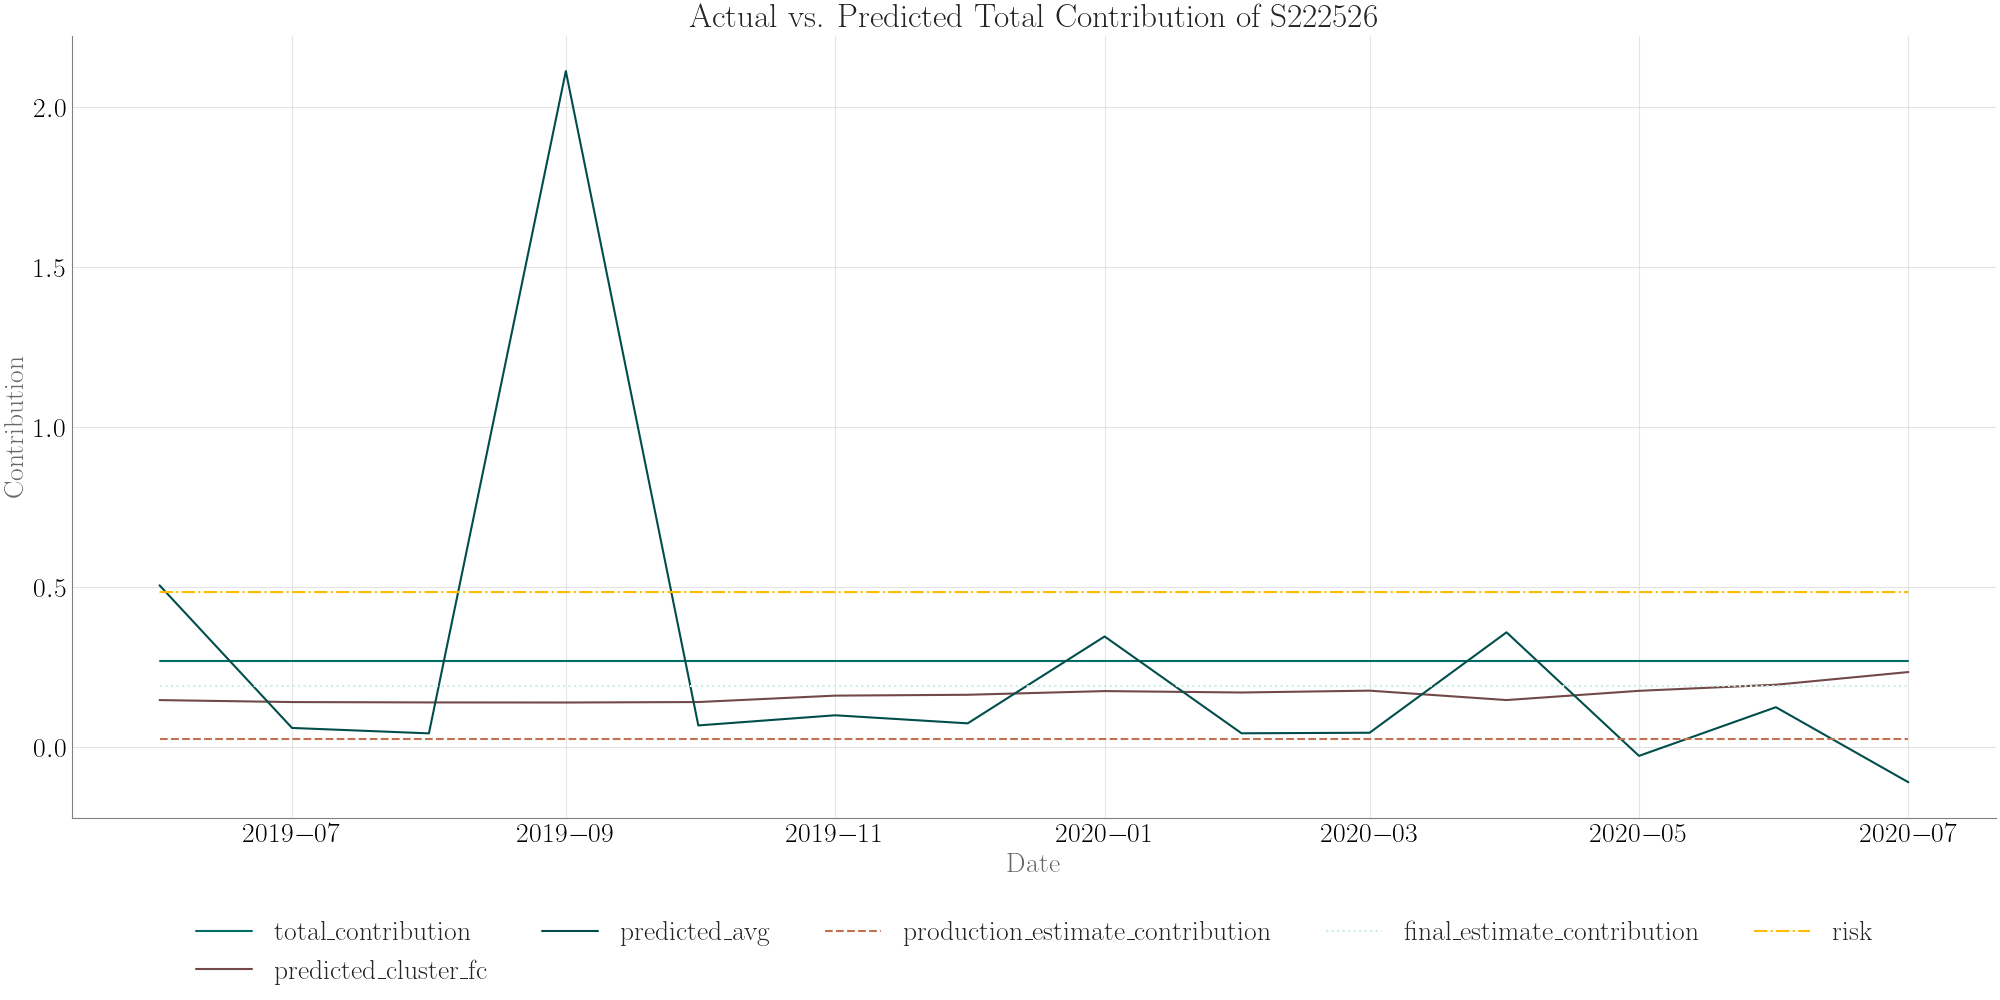 Actual vs. Predicted Total Contribution of S222526
2.0
1.5
1.0
0.5
0.0
Contribution
2019−07 2019−09 2019−11 2020−01 2020−03 2020−05 2020−07
Date
total_contribution predicted_avg production_estimate_contribution final_estimate_contribution risk
predicted_cluster_fc